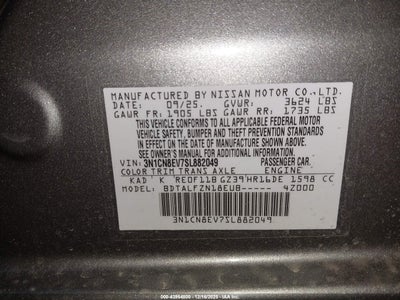 MANUFACTURED BY NISSAN MOTOR CO.,LTD.
DATE: 09/25. GVWR: 3624 LBS
GAWR FR: 1905 LBS GAWR RR: 1735 LBS
THIS VEHICLE CONFORMS TO ALL APPLICABLE
FEDERAL MOTOR
VEHICLE SAFETY, BUMPER AND THEFT PREVENTION STANDARDS
IN EFFECT ON THE DATE OF MANUFACTURE SHOWN ABOVE.
SEE OWNER'S MANUAL FOR ADDITIONAL INFORMATION
VIN: 3N1CN8EV7SL882049 PASSENGER CAR.
COLOR TRIM TRANS AXLE ENGINE
KAD K RE0F11B GZ39 HR16DE 1598 CC
MODEL: BDTALFZN18EUB----- 4Z000
3N1CN8EV7SL882049
IAA Inc.